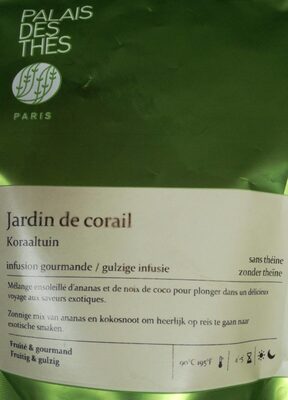 PALAIS
DES
THÉS
PARIS
Jardin de corail
Koraaltuin
infusion gourmande / gulzige infusie
sans théine
zonder theïne
Mélange ensoleillé d'ananas et de noix de coco pour plonger dans un délicieux
voyage aux saveurs exotiques.
Zonnige mix van ananas en kokosnoot om heerlijk op reis te gaan naar
exotische smaken.
Fruité & gourmand
Fruitig & gulzig
90°C 195°F